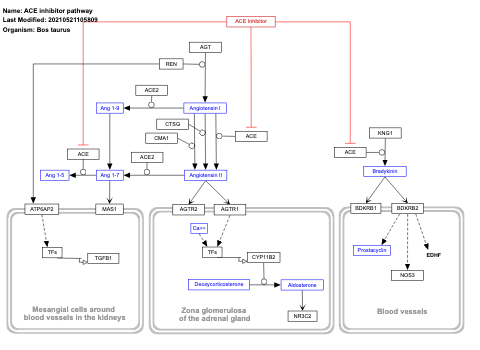 Name: ACE inhibitor pathway
Last Modified: 20210521105809
Organism: Bos taurus
ACE Inhibitor
AGT
REN
ACE2
Ang 1-9
Angiotensin I
CTSG
CMA1
ACE
KNG1
ACE
ACE2
ACE
Bradykinin
Ang 1-5
Ang 1-7
Angiotensin II
ATP6AP2
MAS1
AGTR2
AGTR1
BDKRB1
BDKRB2
Ca++
TFs
TGFB1
TFs
CYP11B2
Prostacyclin
EDHF
NOS3
Deoxycorticosterone
Aldosterone
NR3C2
Mesangial cells around
blood vessels in the kidneys
Zona glomerulosa
of the adrenal gland
Blood vessels